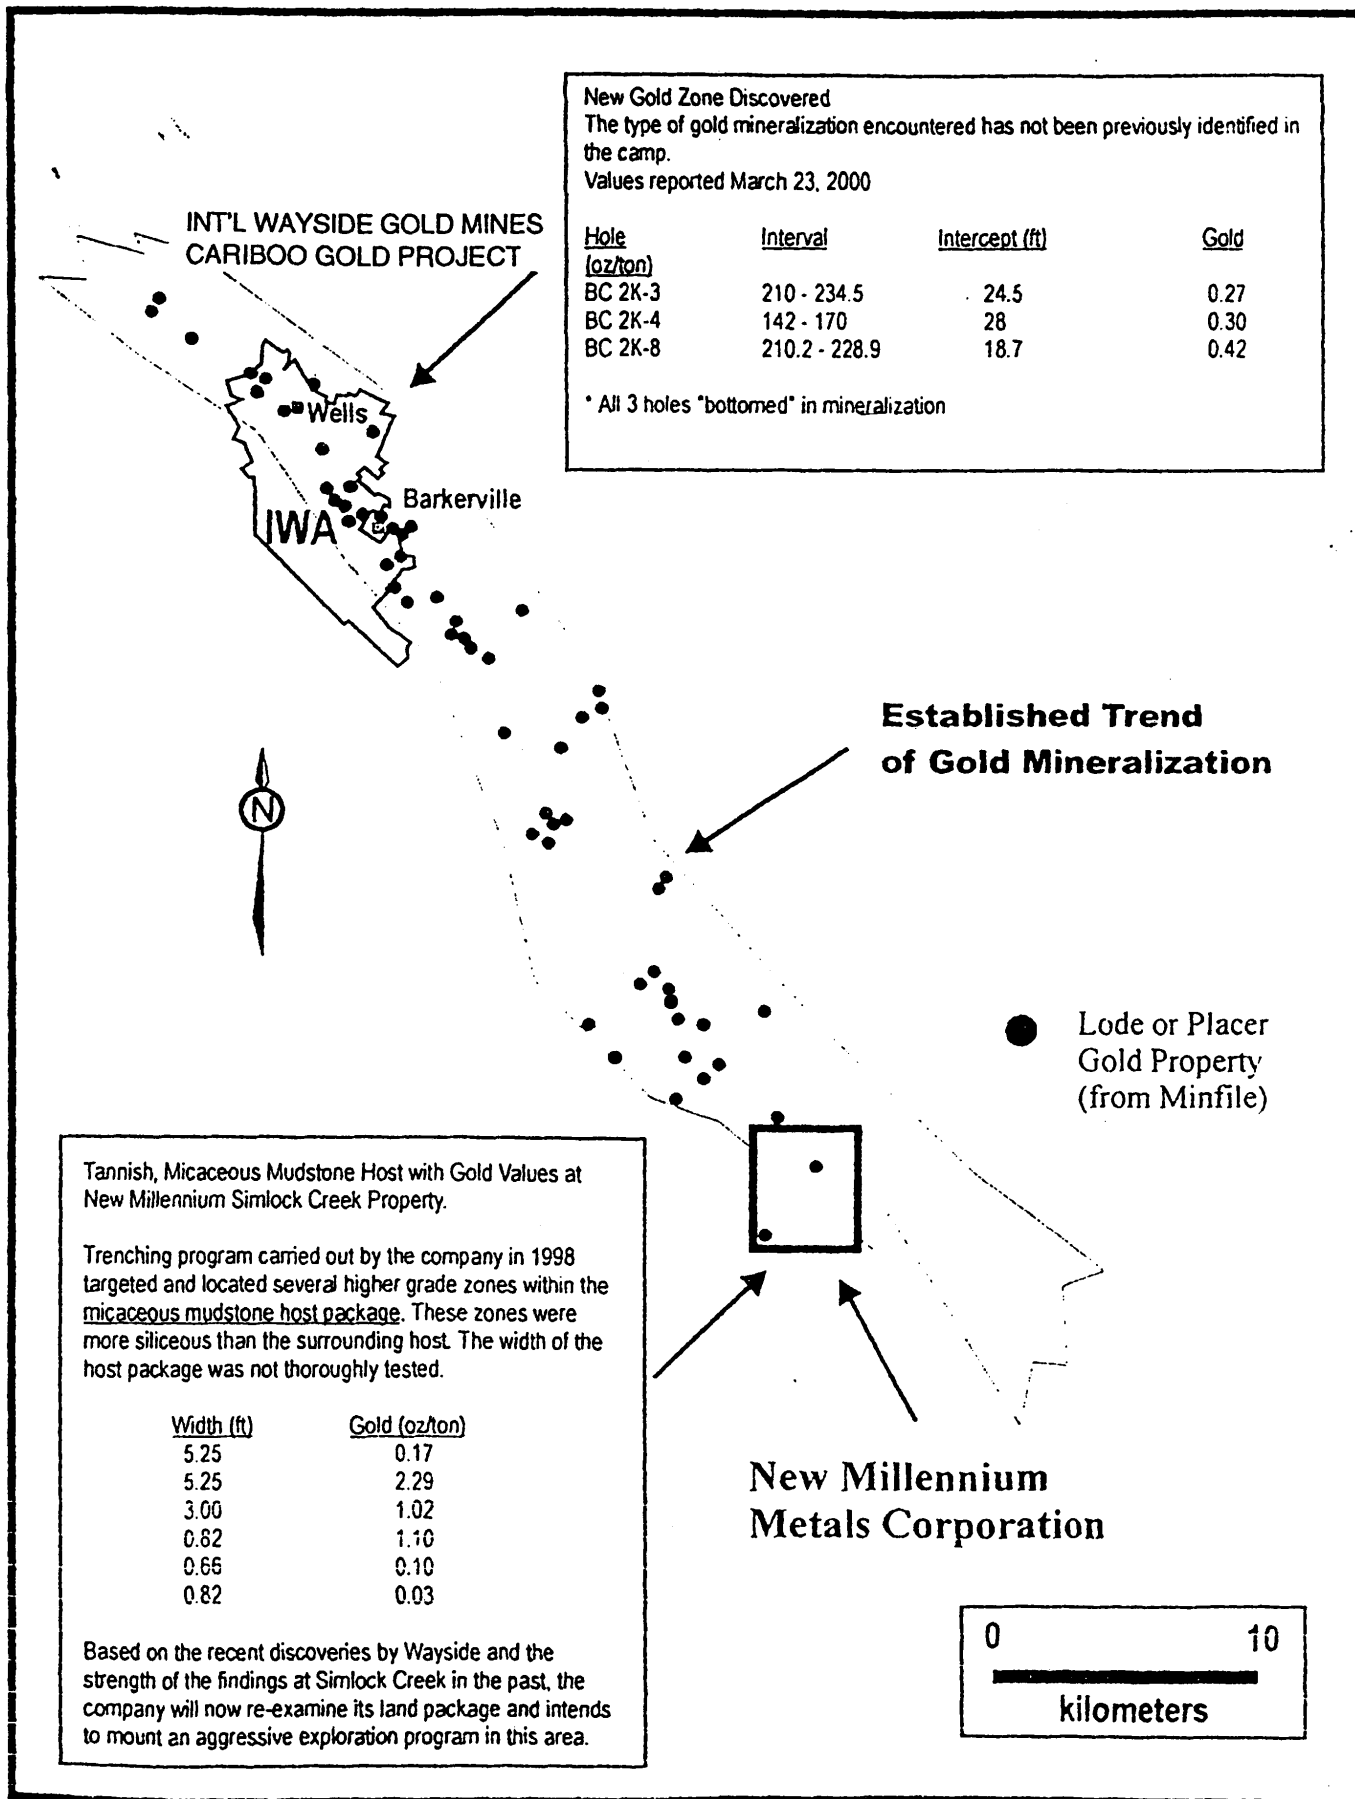 New Gold Zone Discovered
The type of gold mineralization encountered has not been previously identified in
the camp.
Values reported March 23, 2000
Hole Interval Intercept (ft) Gold
(oz/ton)
BC 2K-3 210 - 234.5 24.5 0.27
BC 2K-4 142 - 170 28 0.30
BC 2K-8 210.2 - 228.9 18.7 0.42
* All 3 holes "bottomed" in mineralization
INT'L WAYSIDE GOLD MINES
CARIBOO GOLD PROJECT
Wells
Barkerville
IWA
Established Trend
of Gold Mineralization
N
Lode or Placer
Gold Property
(from Minfile)
Tannish, Micaceous Mudstone Host with Gold Values at
New Millennium Simlock Creek Property.
Trenching program carried out by the company in 1998
targeted and located several higher grade zones within the
micaceous mudstone host package. These zones were
more siliceous than the surrounding host. The width of the
host package was not thoroughly tested.
Width (ft) Gold (oz/ton)
5.25 0.17
5.25 2.29
3.00 1.02
0.82 1.10
0.66 0.10
0.82 0.03
Based on the recent discoveries by Wayside and the
strength of the findings at Simlock Creek in the past, the
company will now re-examine its land package and intends
to mount an aggressive exploration program in this area.
New Millennium
Metals Corporation
0 10
kilometers